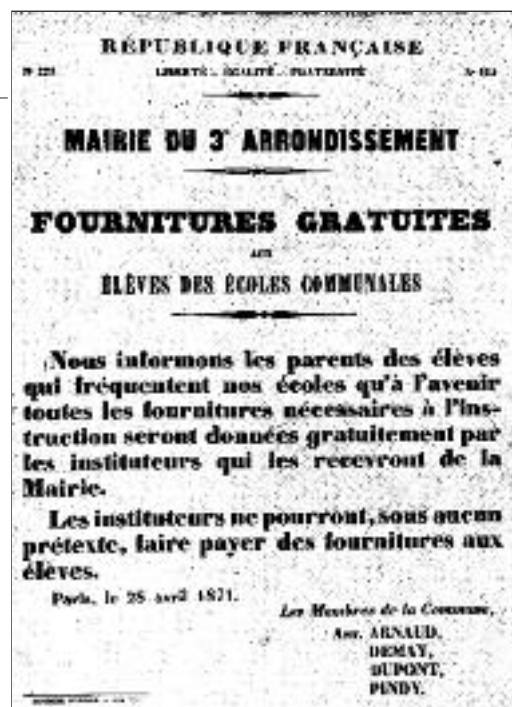 RÉPUBLIQUE FRANÇAISE
LIBERTÉ – ÉGALITÉ – FRATERNITÉ
MAIRIE DU 3e ARRONDISSEMENT
FOURNITURES GRATUITES
AUX
ÉLÈVES DES ÉCOLES COMMUNALES
Nous informons les parents des élèves
qui fréquentent nos écoles qu'à l'avenir
toutes les fournitures nécessaires à l'ins-
truction seront données gratuitement par
les instituteurs qui les recevront de la
Mairie.
Les instituteurs ne pourront, sous aucun
prétexte, faire payer des fournitures aux
élèves.
Paris, le 28 avril 1871.
Les Membres de la Commune,
Ant. ARNAUD,
DEMAY,
DUPONT,
PINDY.